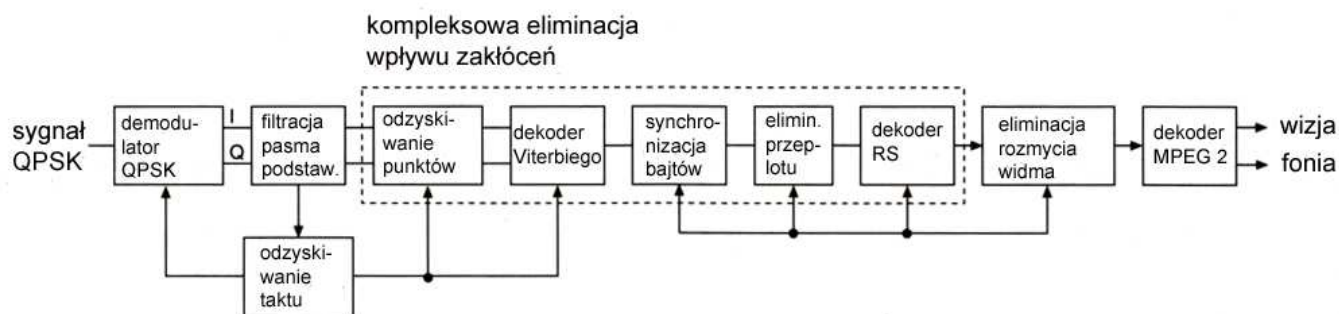 kompleksowa eliminacja
wpływu zakłóceń
sygnał
QPSK
demodu-
lator
QPSK
I
Q
filtracja
pasma
podstaw.
odzyski-
wanie
punktów
dekoder
Viterbiego
synchro-
nizacja
bajtów
elimin.
przep-
lotu
dekoder
RS
eliminacja
rozmycia
widma
dekoder
MPEG 2
wizja
fonia
odzyski-
wanie
taktu